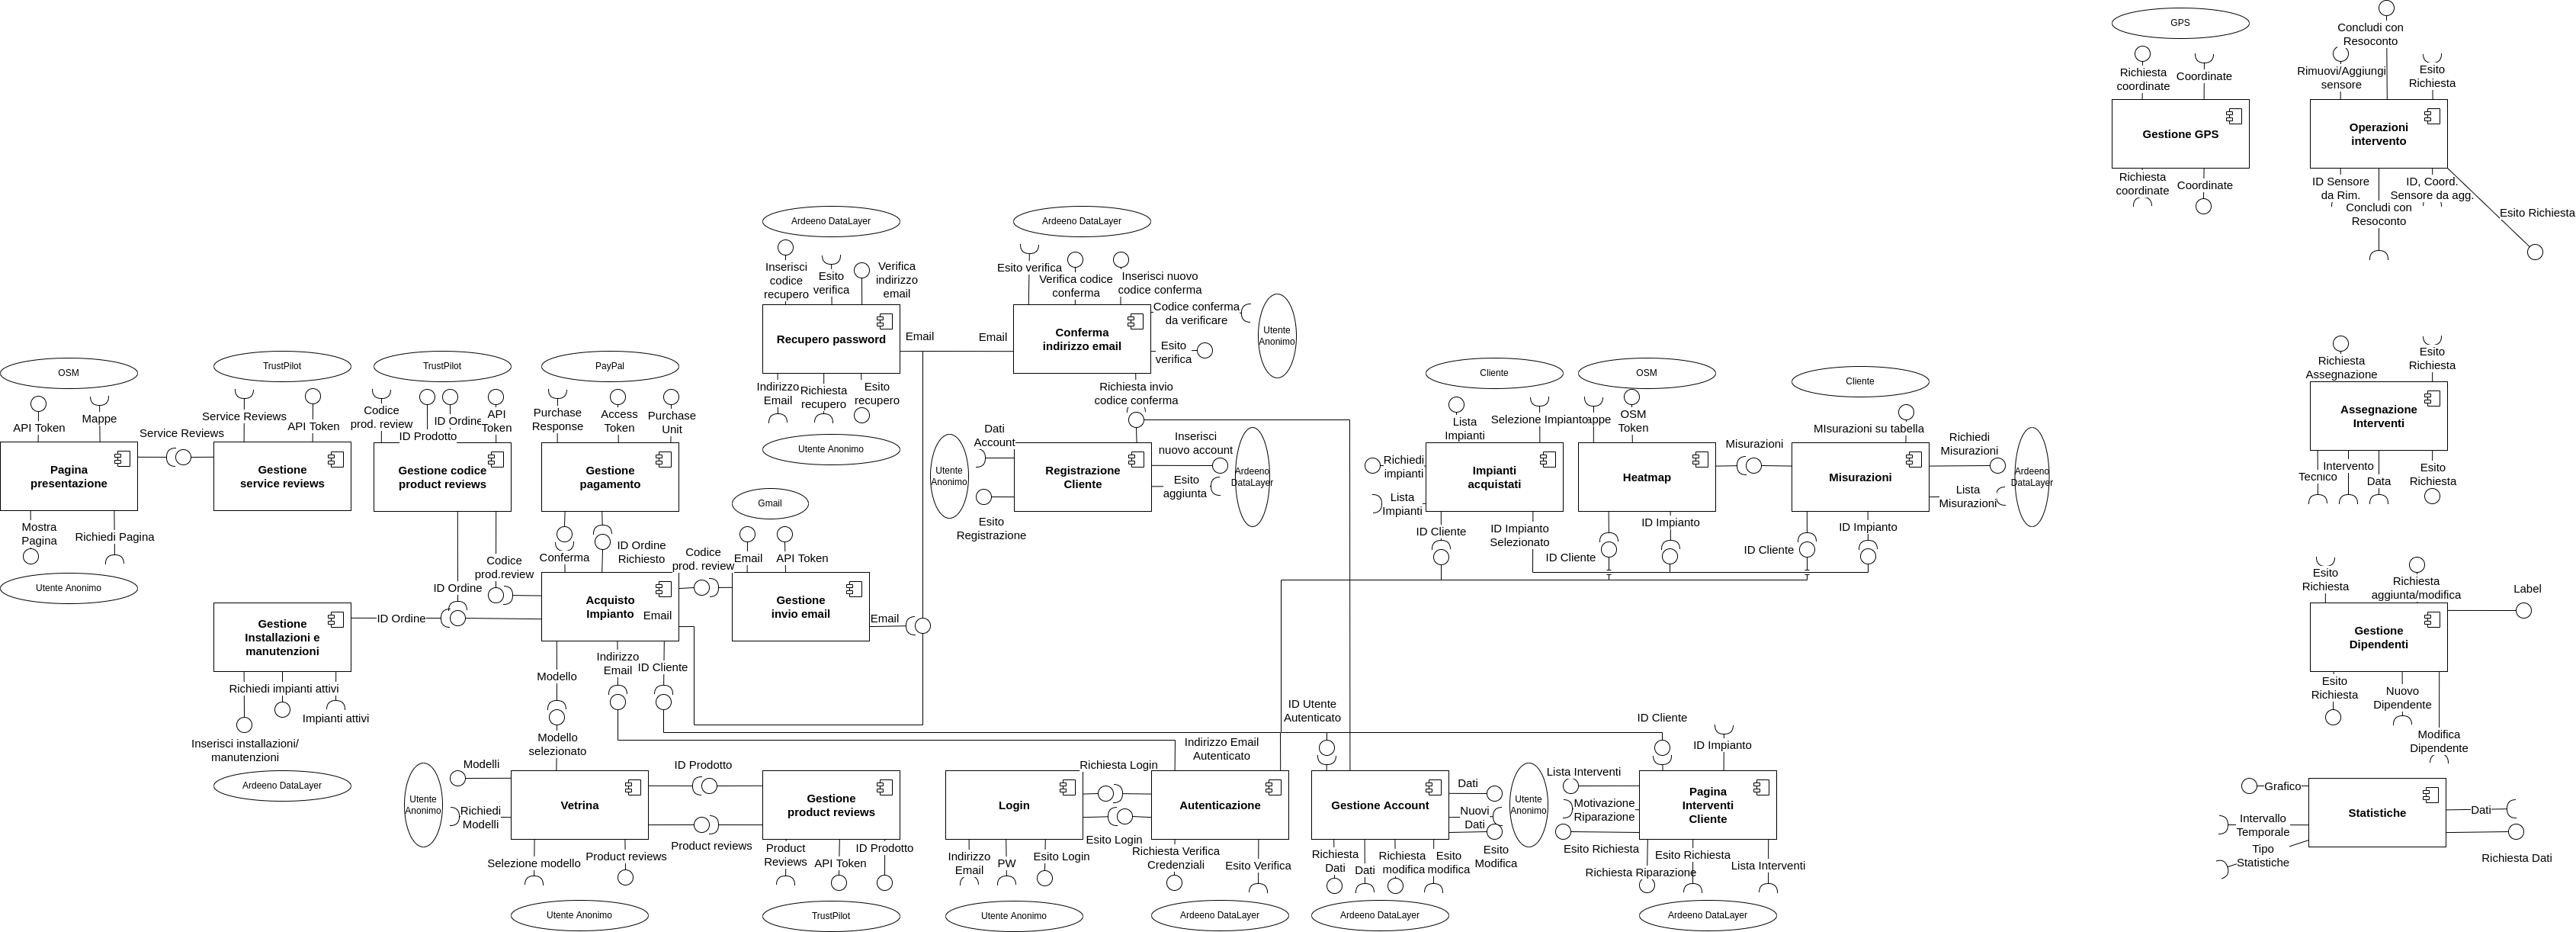 GPS
Concludi con
Resoconto
Richiesta
coordinate
Coordinate
Rimuovi/Aggiungi
sensore
Esito
Richiesta
Gestione GPS
Operazioni
intervento
Richiesta
coordinate
Coordinate
ID Sensore
da Rim.
ID, Coord.
Sensore da agg.
Concludi con
Resoconto
Esito Richiesta
Ardeeno DataLayer
Ardeeno DataLayer
Inserisci
codice
recupero
Esito
verifica
Verifica
indirizzo
email
Esito verifica
Verifica codice
conferma
Inserisci nuovo
codice conferma
Codice conferma
da verificare
Utente
Anonimo
Recupero password
Email
Email
Conferma
indirizzo email
Esito
verifica
Indirizzo
Email
Richiesta
recupero
Esito
recupero
Richiesta invio
codice conferma
Utente Anonimo
OSM
TrustPilot
TrustPilot
PayPal
API Token
Mappe
Service Reviews
Service Reviews
API Token
Codice
prod. review
ID Prodotto
ID Ordine
API
Token
Purchase
Response
Access
Token
Purchase
Unit
Pagina
presentazione
Gestione
service reviews
Gestione codice
product reviews
Gestione
pagamento
Mostra
Pagina
Richiedi Pagina
Utente Anonimo
Gmail
Dati
Account
Utente
Anonimo
Registrazione
Cliente
Inserisci
nuovo account
Esito
aggiunta
Ardeeno
DataLayer
Esito
Registrazione
Cliente
OSM
Cliente
Lista
Impianti
Selezione Impianto
appe
OSM
Token
Misurazioni
MIsurazioni su tabella
Richiedi
Misurazioni
Richiedi
impianti
Lista
Impianti
Impianti
acquistati
Heatmap
Misurazioni
Lista
Misurazioni
Ardeeno
DataLayer
ID Cliente
ID Impianto
Selezionato
ID Cliente
ID Impianto
ID Cliente
ID Impianto
Richiesta
Assegnazione
Esito
Richiesta
Assegnazione
Interventi
Tecnico
Intervento
Data
Esito
Richiesta
Codice
prod.review
Conferma
ID Ordine
Richiesto
Codice
prod. review
Email
API Token
ID Ordine
Acquisto
Impianto
Email
Gestione
invio email
Email
Gestione
Installazioni e
manutenzioni
ID Ordine
Richiedi impianti attivi
Impianti attivi
Inserisci installazioni/
manutenzioni
Ardeeno DataLayer
Modello
Indirizzo
Email
ID Cliente
Modello
selezionato
ID Utente
Autenticato
ID Cliente
ID Impianto
Indirizzo Email
Autenticato
Esito
Richiesta
Richiesta
aggiunta/modifica
Label
Gestione
Dipendenti
Esito
Richiesta
Nuovo
Dipendente
Modifica
Dipendente
Modelli
Utente
Anonimo
Richiedi
Modelli
Vetrina
ID Prodotto
Product reviews
Gestione
product reviews
Login
Richiesta Login
Esito Login
Autenticazione
Gestione Account
Dati
Nuovi
Dati
Esito
Modifica
Utente
Anonimo
Lista Interventi
Motivazione
Riparazione
Esito Richiesta
Pagina
Interventi
Cliente
Selezione modello
Product reviews
Product
Reviews
API Token
ID Prodotto
Indirizzo
Email
PW
Esito Login
Richiesta Verifica
Credenziali
Esito Verifica
Richiesta
Dati
Dati
Richiesta
modifica
Esito
modifica
Richiesta Riparazione
Esito Richiesta
Lista Interventi
Utente Anonimo
TrustPilot
Utente Anonimo
Ardeeno DataLayer
Ardeeno DataLayer
Ardeeno DataLayer
Grafico
Intervallo
Temporale
Tipo
Statistiche
Statistiche
Dati
Richiesta Dati